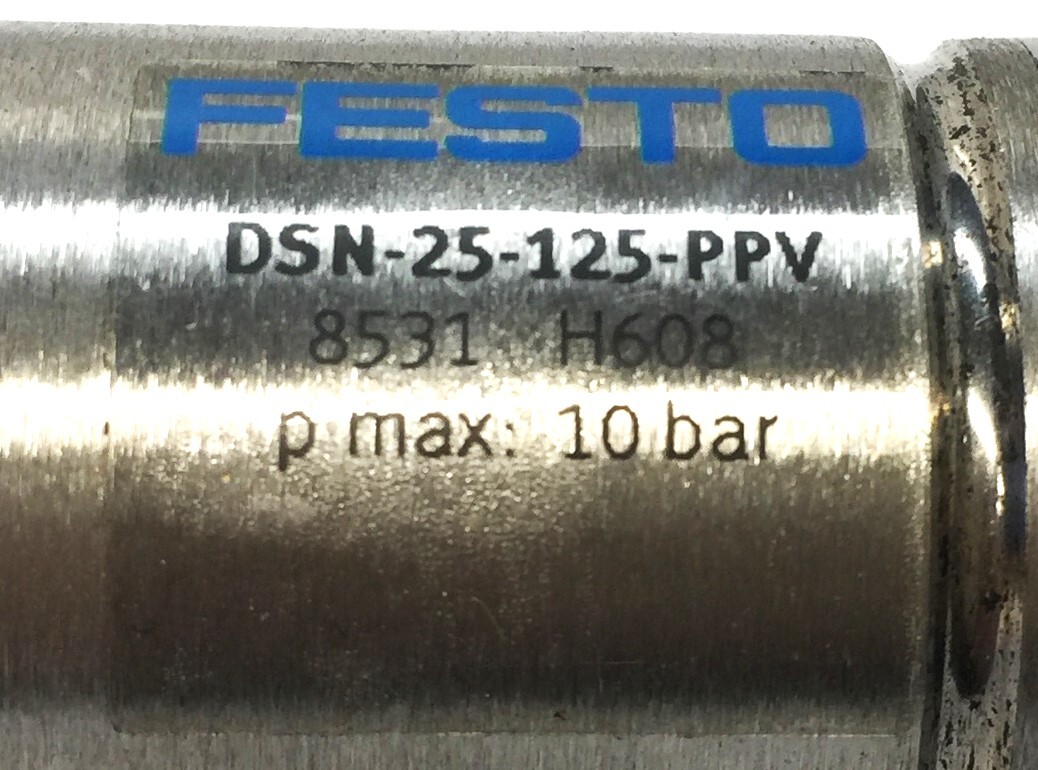 FESTO
DSN-25-125-PPV
8531 H608
p max: 10 bar